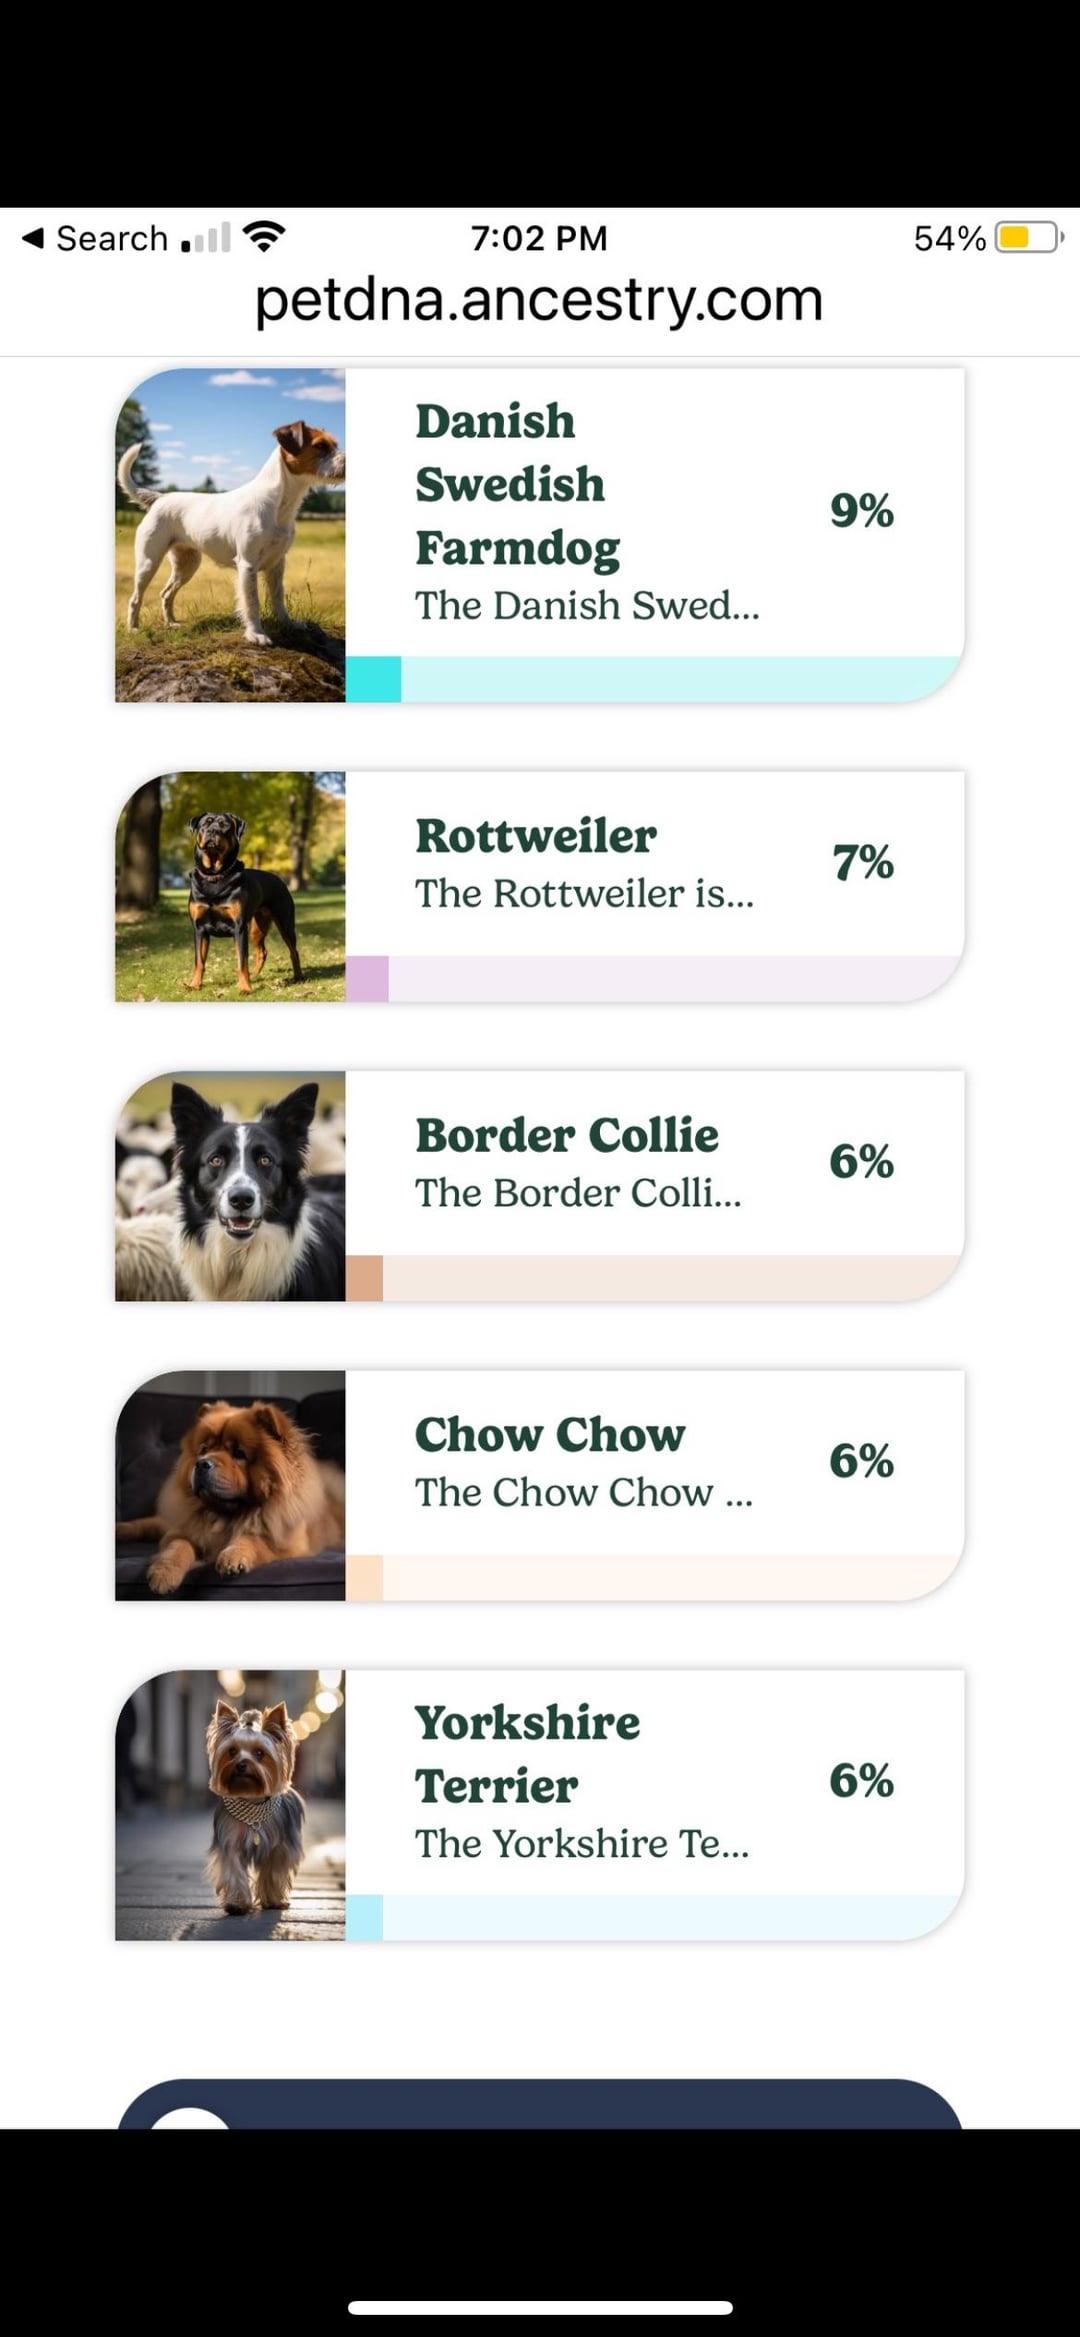 Search
7:02 PM
54%
petdna.ancestry.com
Danish
Swedish
Farmdog
The Danish Swed...
9%
Rottweiler
The Rottweiler is...
7%
Border Collie
The Border Colli...
6%
Chow Chow
The Chow Chow ...
6%
Yorkshire
Terrier
The Yorkshire Te...
6%